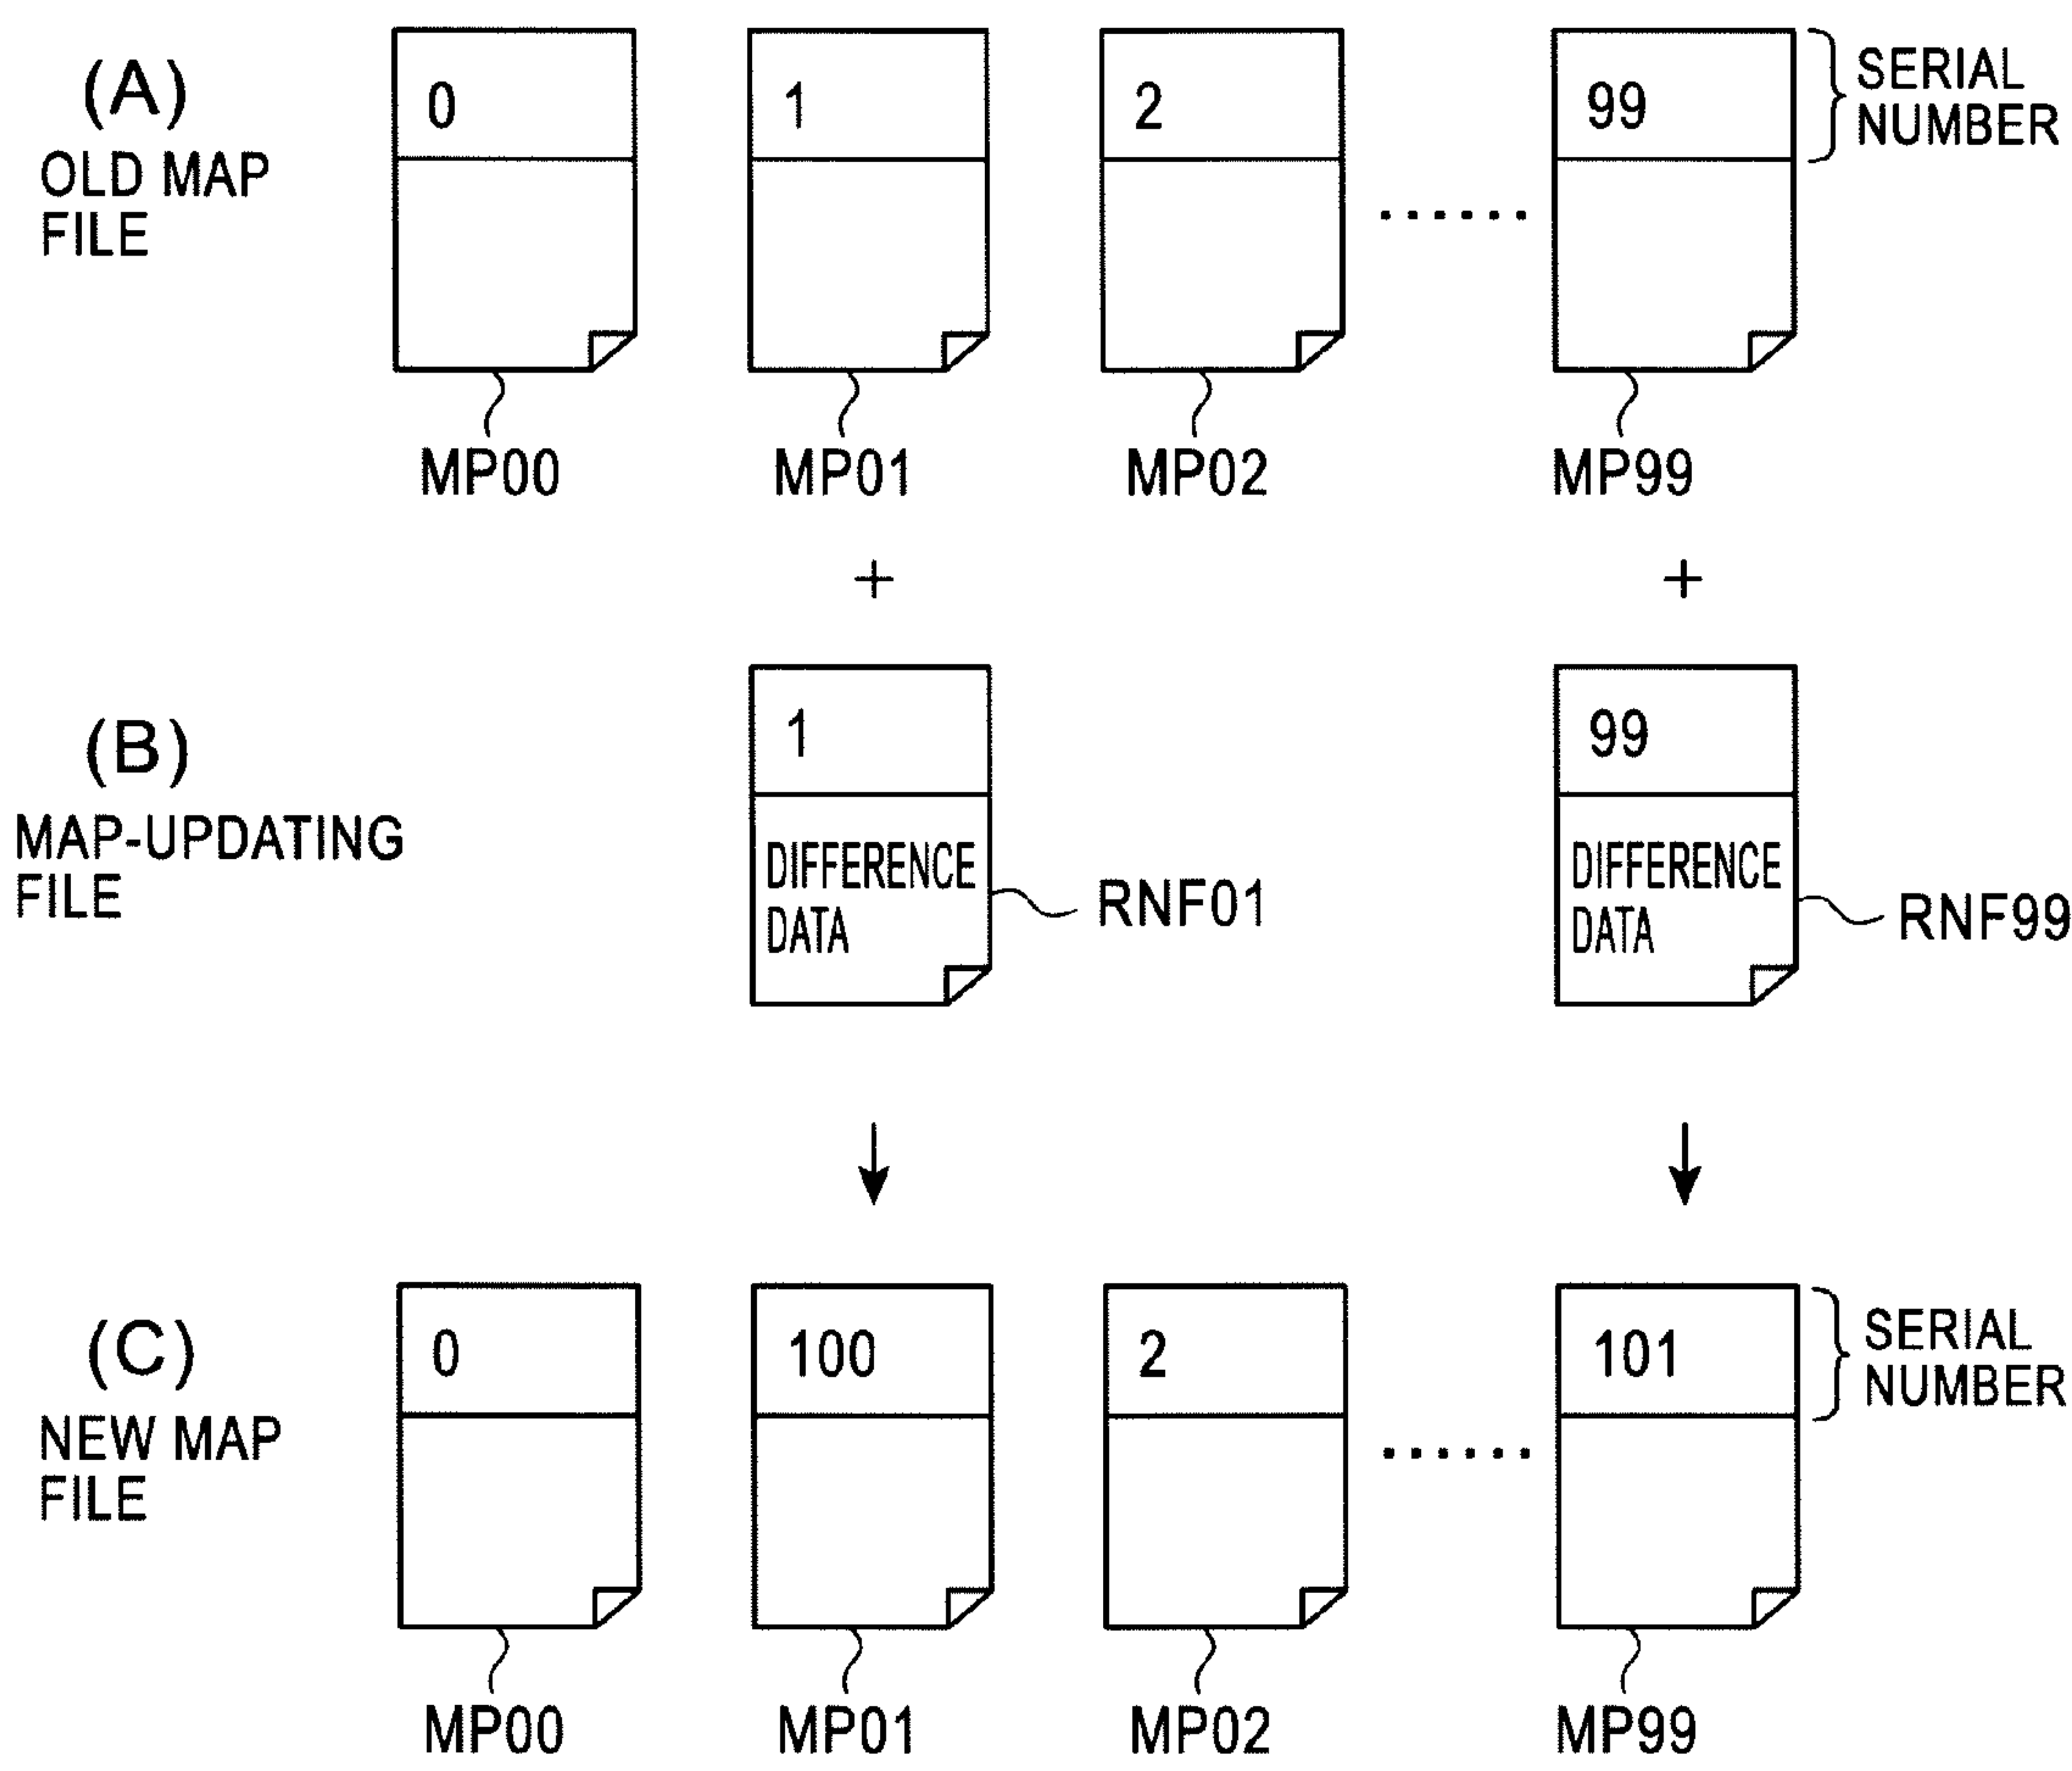 (A)
OLD MAP
FILE
0
1
2
......
99
SERIAL
NUMBER
MP00
MP01
MP02
MP99
+
+
(B)
MAP-UPDATING
FILE
1
DIFFERENCE
DATA
RNF01
99
DIFFERENCE
DATA
RNF99
(C)
NEW MAP
FILE
0
100
2
......
101
SERIAL
NUMBER
MP00
MP01
MP02
MP99